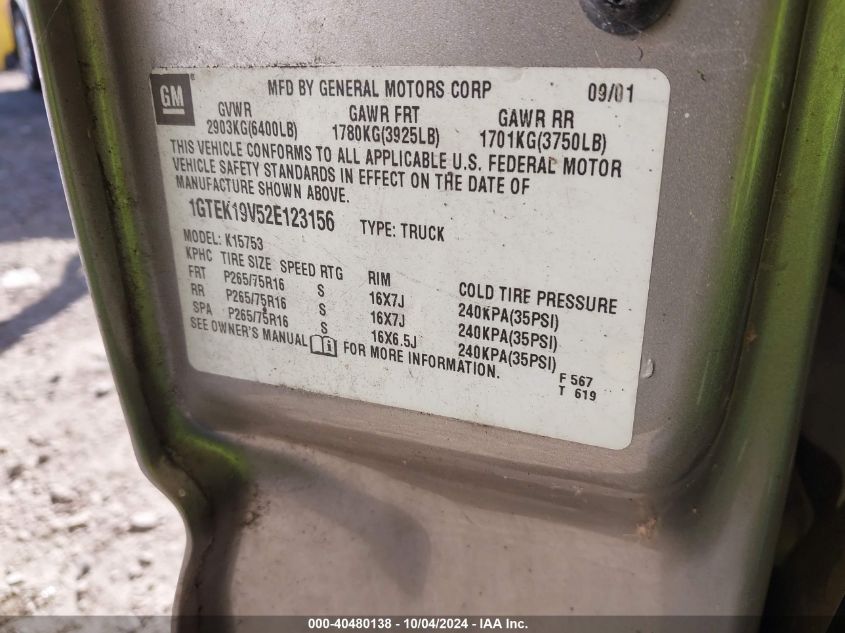 GM
MFD BY GENERAL MOTORS CORP 09/01
GVWR GAWR FRT GAWR RR
2903KG(6400LB) 1780KG(3925LB) 1701KG(3750LB)
THIS VEHICLE CONFORMS TO ALL APPLICABLE U.S. FEDERAL MOTOR
VEHICLE SAFETY STANDARDS IN EFFECT ON THE DATE OF
MANUFACTURE SHOWN ABOVE.
1GTEK19V52E123156 TYPE: TRUCK
MODEL: K15753
KPHC TIRE SIZE SPEED RTG RIM COLD TIRE PRESSURE
FRT P265/75R16 S 16X7J 240KPA(35PSI)
RR P265/75R16 S 16X7J 240KPA(35PSI)
SPA P265/75R16 S 16X6.5J 240KPA(35PSI)
SEE OWNER'S MANUAL FOR MORE INFORMATION.
F 567
T 619
000-40480138 - 10/04/2024 - IAA Inc.